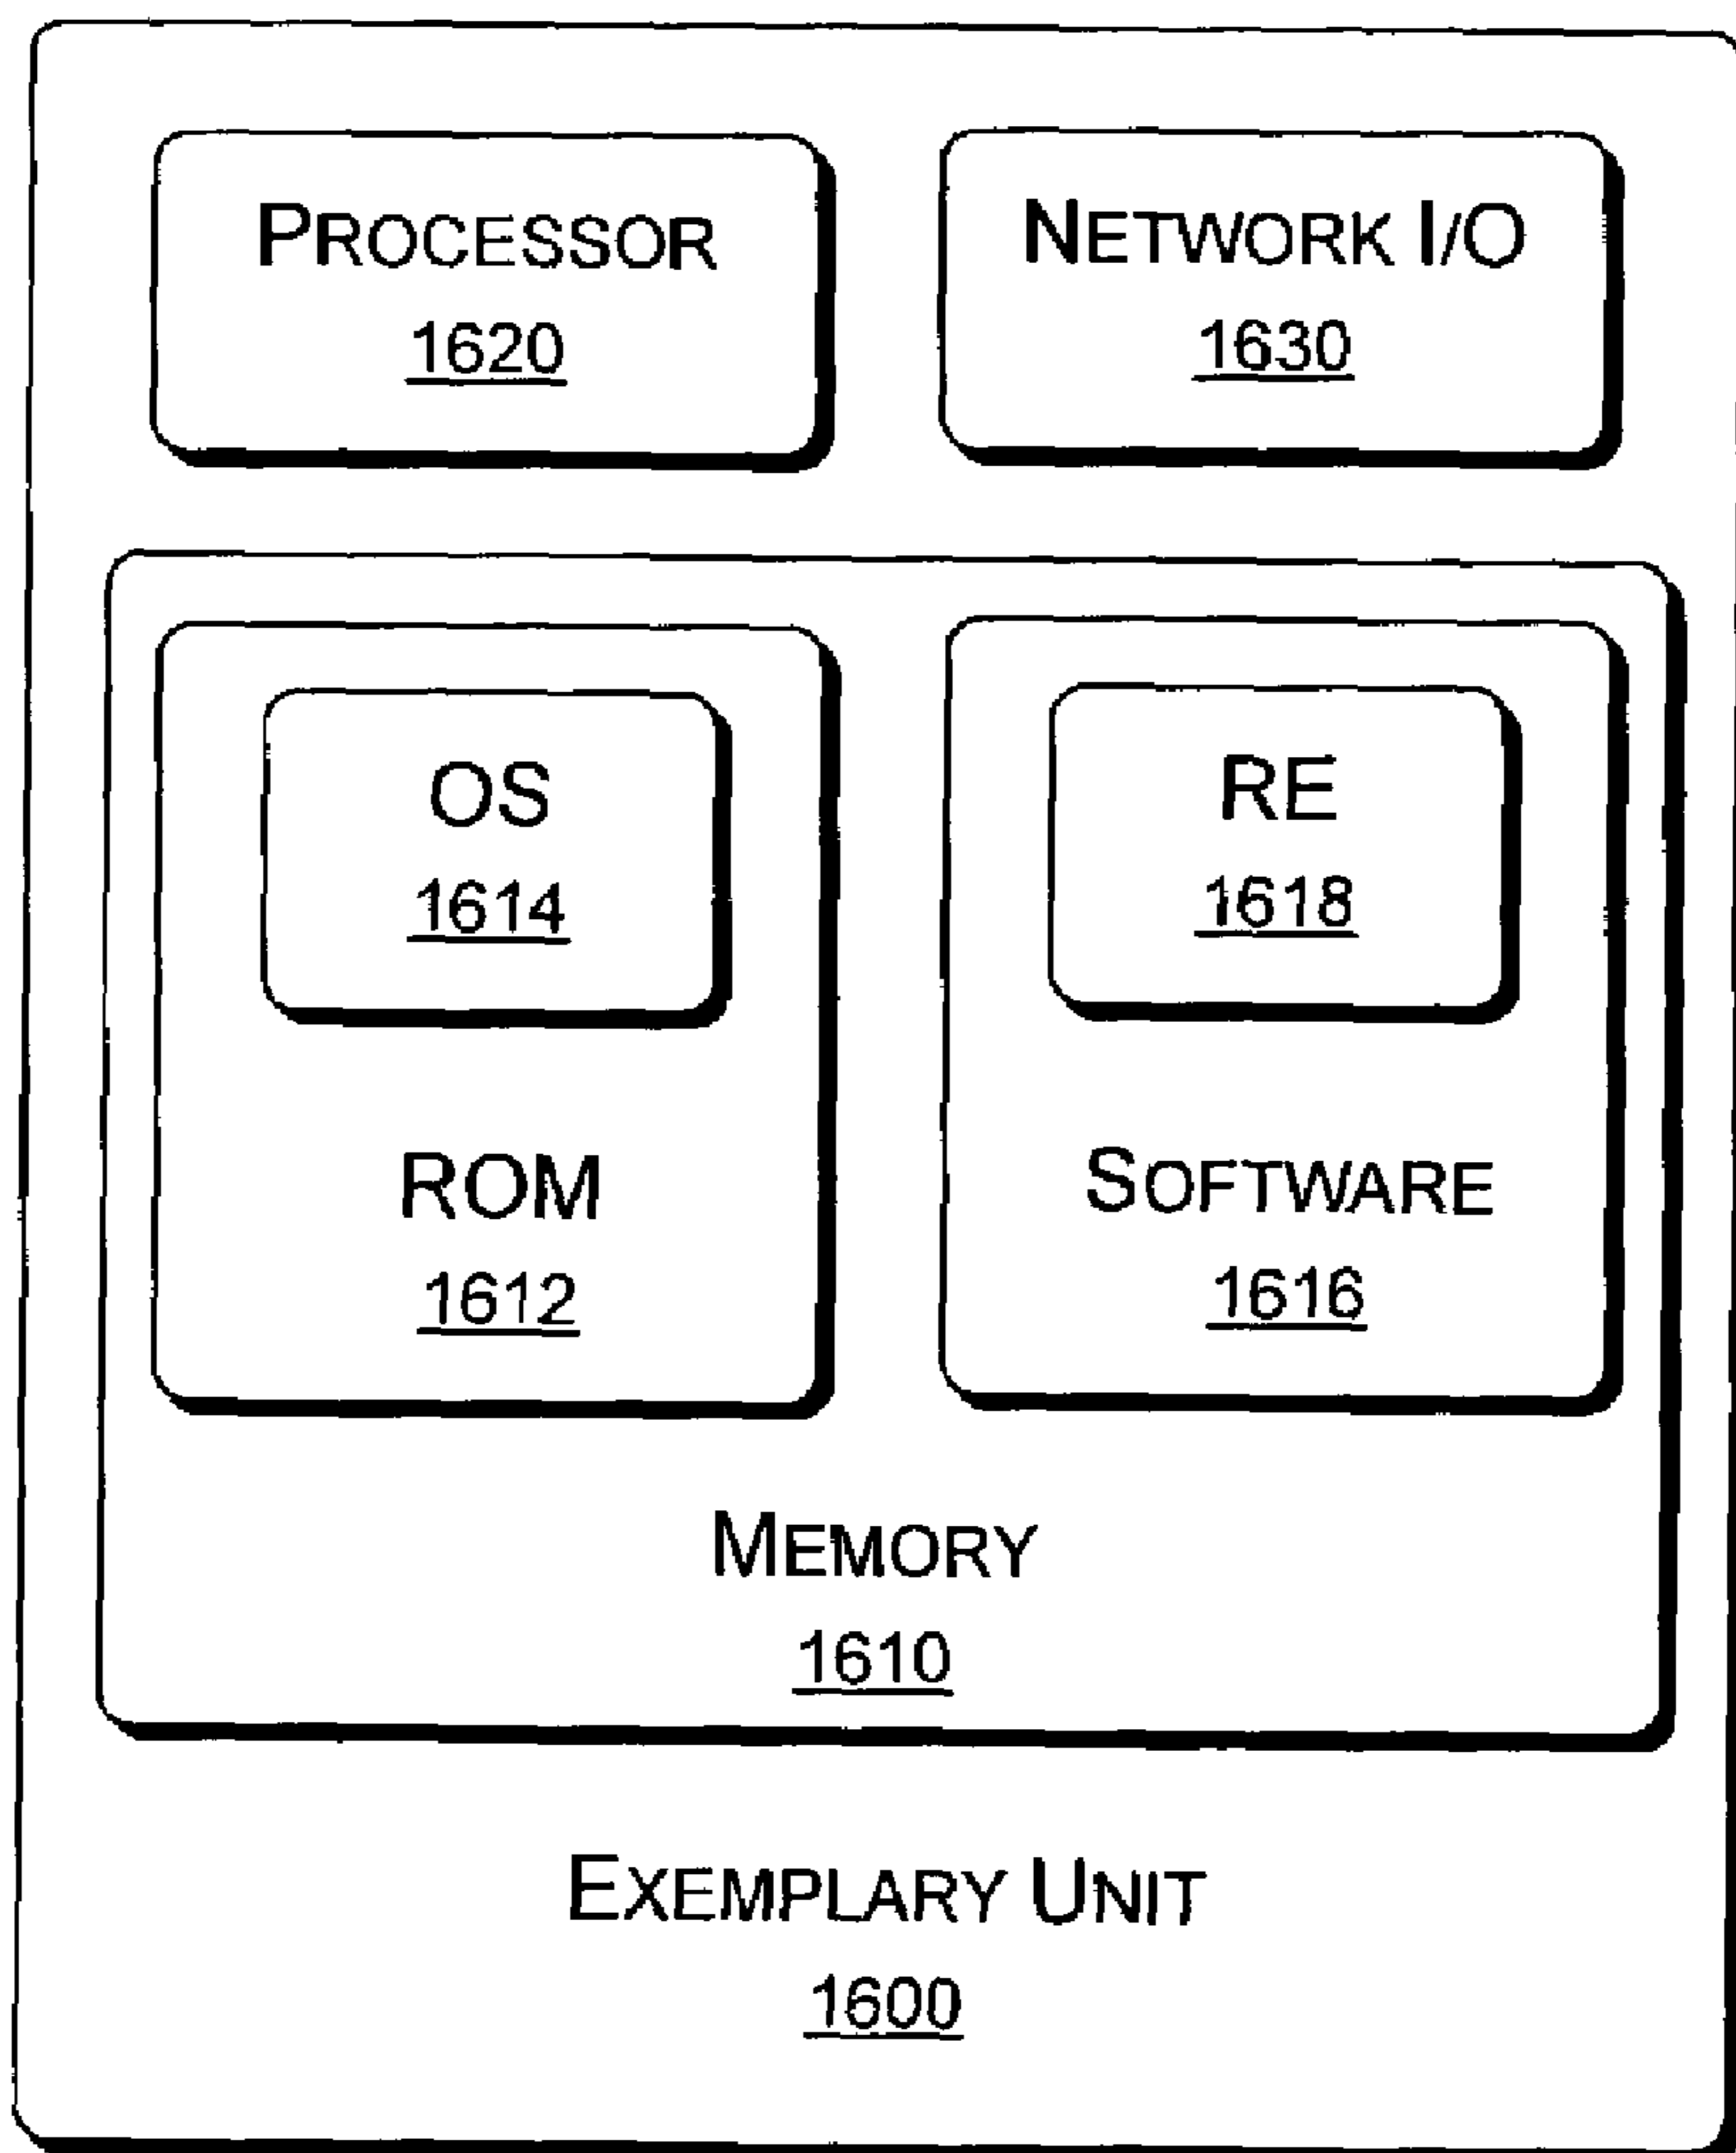 PROCESSOR
1620
NETWORK I/O
1630
OS
1614
ROM
1612
RE
1618
SOFTWARE
1616
MEMORY
1610
EXEMPLARY UNIT
1600